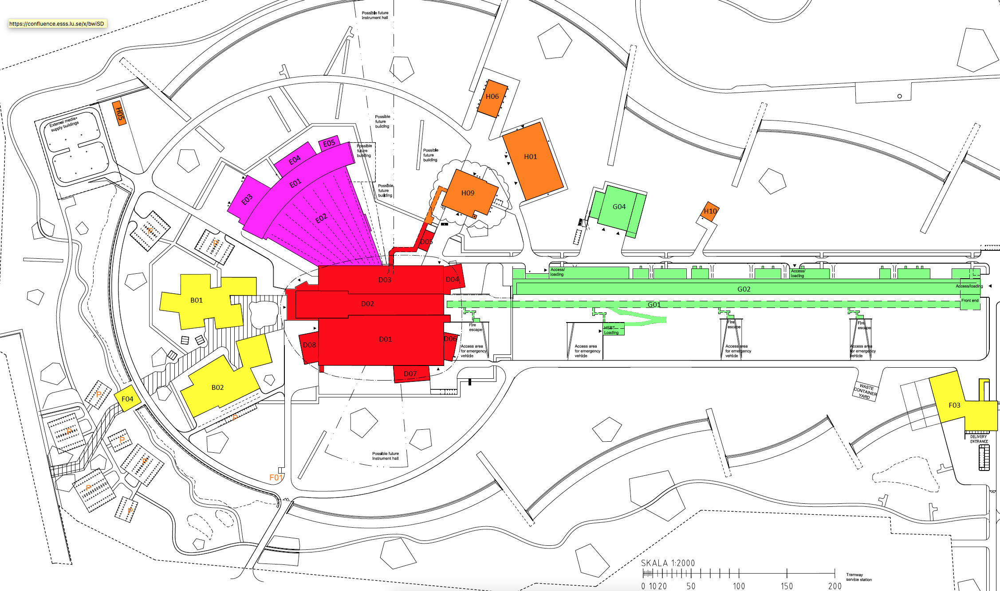 https://confluence.esss.lu.se/x/bwiSD
Possible future
instrument hall
H06
H05
External media
supply buildings
Possible
future
building
E05
Possible
future
building
E04
Possible
future
building
H01
E01
Possible
future
building
H09
E03
G04
H10
E02
P
P
D05
Access/
loading
Access/
loading
D03
D04
Access/loading
G02
B01
D02
G01
Front end
Fire
escape
HEBT
Loading
Fire
escape
Fire
escape
D08
D01
D06
Access area
for emergency
vehicle
Access area
for emergency
vehicle
Access area
for emergency
vehicle
Access area
for emergency
vehicle
D07
B02
WASTE
CONTAINER
YARD
P
F04
F03
P
P
P
DELIVERY
ENTRANCE
Possible future
instrument hall
P
F01
P
P
SKALA 1:2000
0 10 20 50 100 150 200
Tramway
service station